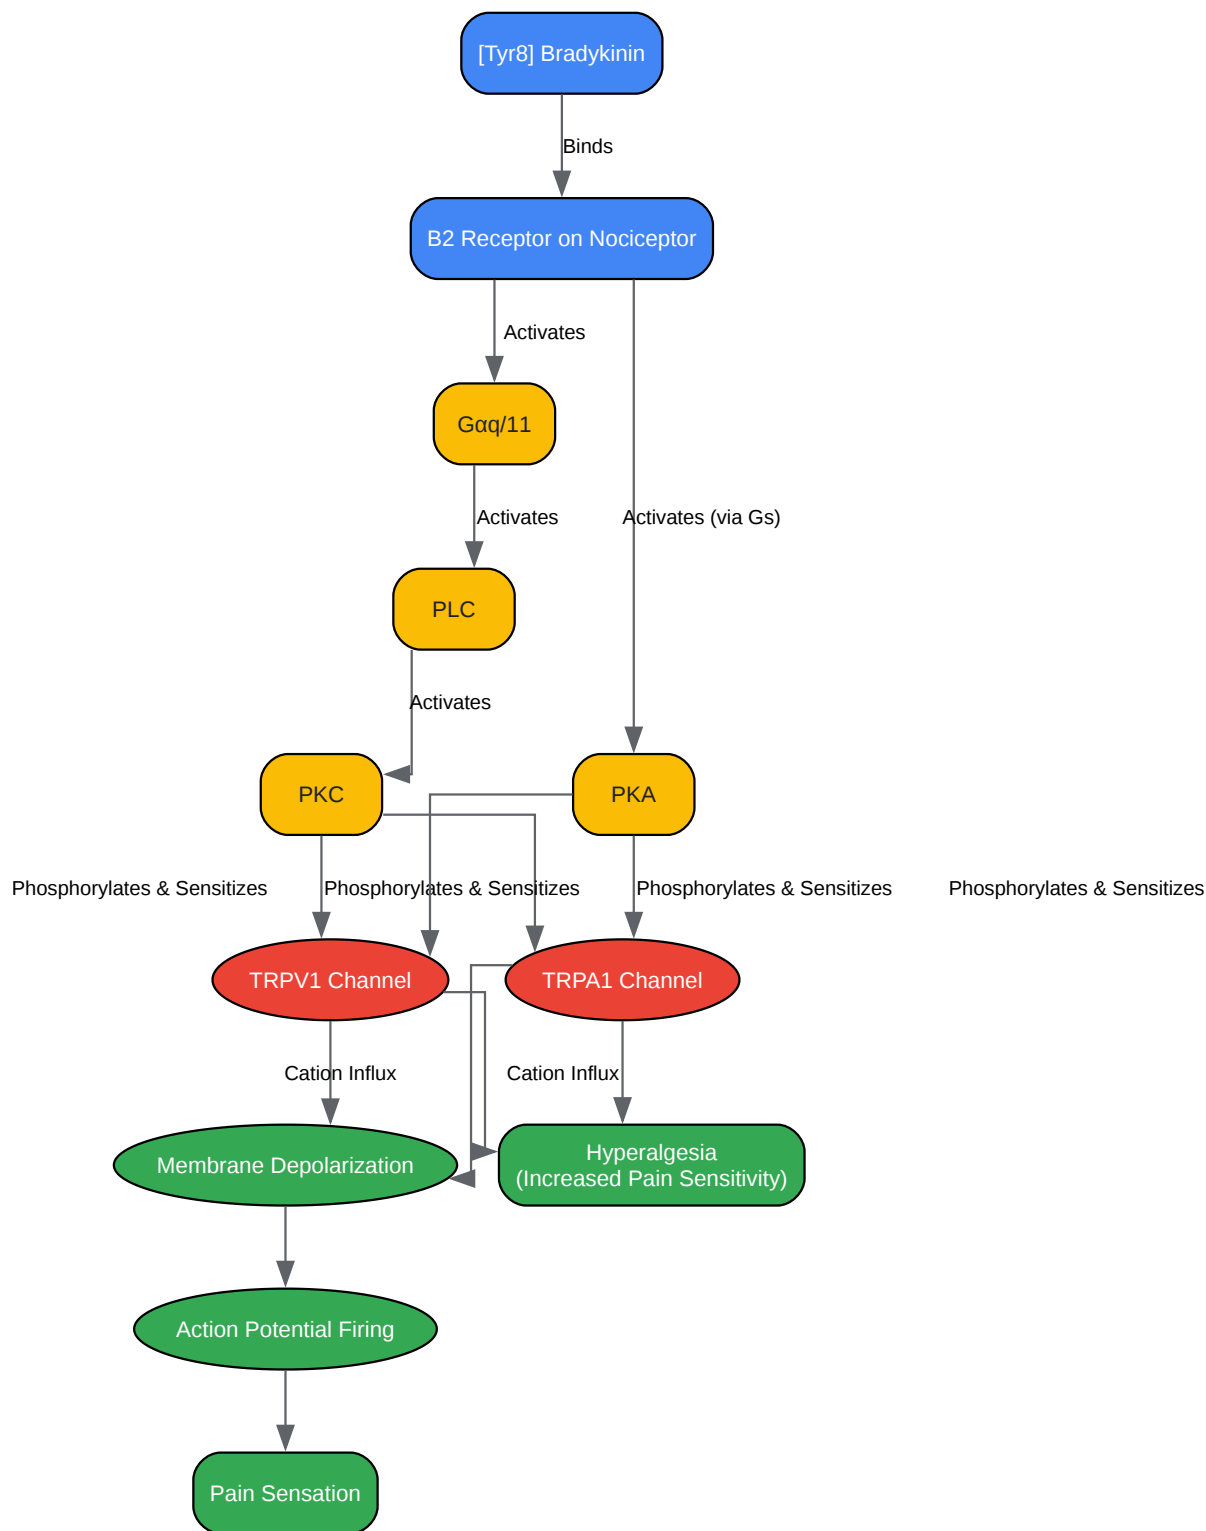 [Tyr8] Bradykinin
Binds
B2 Receptor on Nociceptor
Activates
Gαq/11
Activates
Activates (via Gs)
PLC
Activates
PKC
PKA
Phosphorylates & Sensitizes
Phosphorylates & Sensitizes
Phosphorylates & Sensitizes
Phosphorylates & Sensitizes
TRPV1 Channel
TRPA1 Channel
Cation Influx
Cation Influx
Membrane Depolarization
Hyperalgesia
(Increased Pain Sensitivity)
Action Potential Firing
Pain Sensation